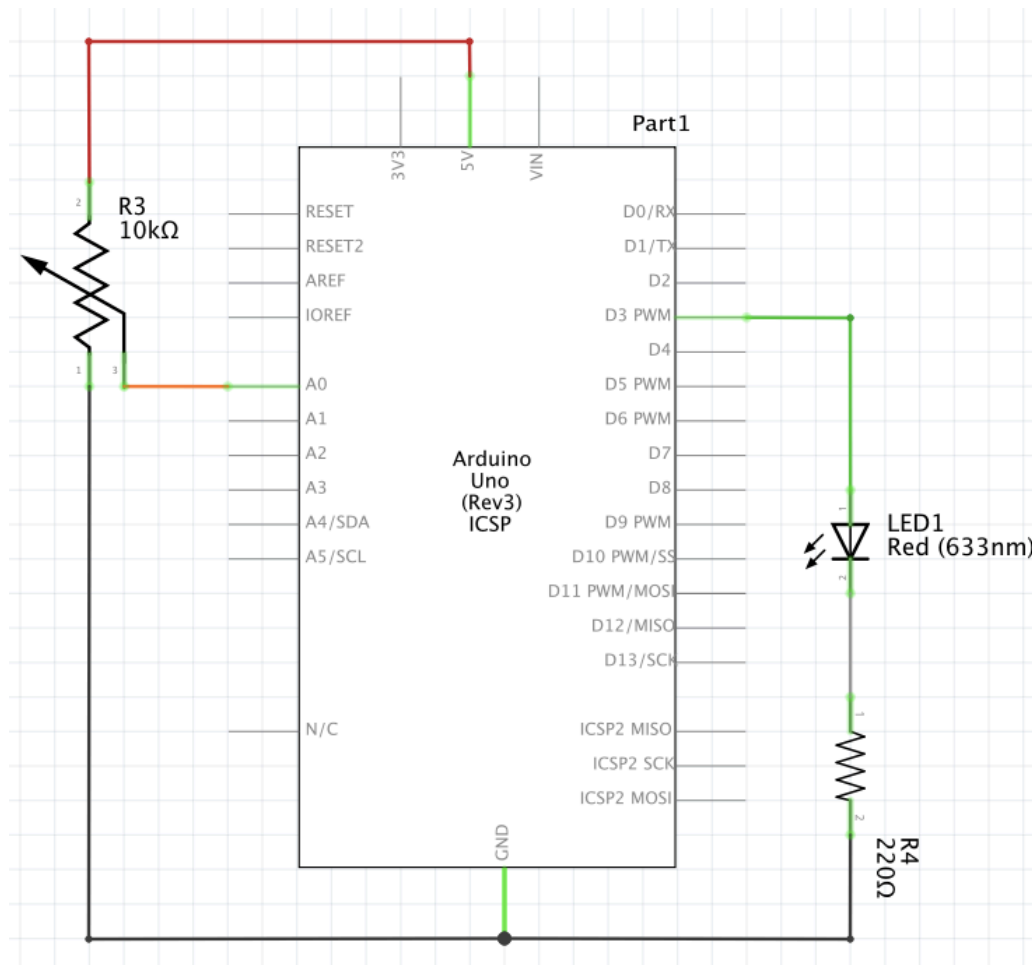 Part1
3V3
5V
VIN
2
R3
10kΩ
1
3
RESET
RESET2
AREF
IOREF
A0
A1
A2
A3
A4/SDA
A5/SCL
N/C
Arduino
Uno
(Rev3)
ICSP
D0/RX
D1/TX
D2
D3 PWM
D4
D5 PWM
D6 PWM
D7
D8
D9 PWM
D10 PWM/SS
D11 PWM/MOSI
D12/MISO
D13/SCK
ICSP2 MISO
ICSP2 SCK
ICSP2 MOSI
GND
1
LED1
Red (633nm)
2
1
2
R4
220Ω